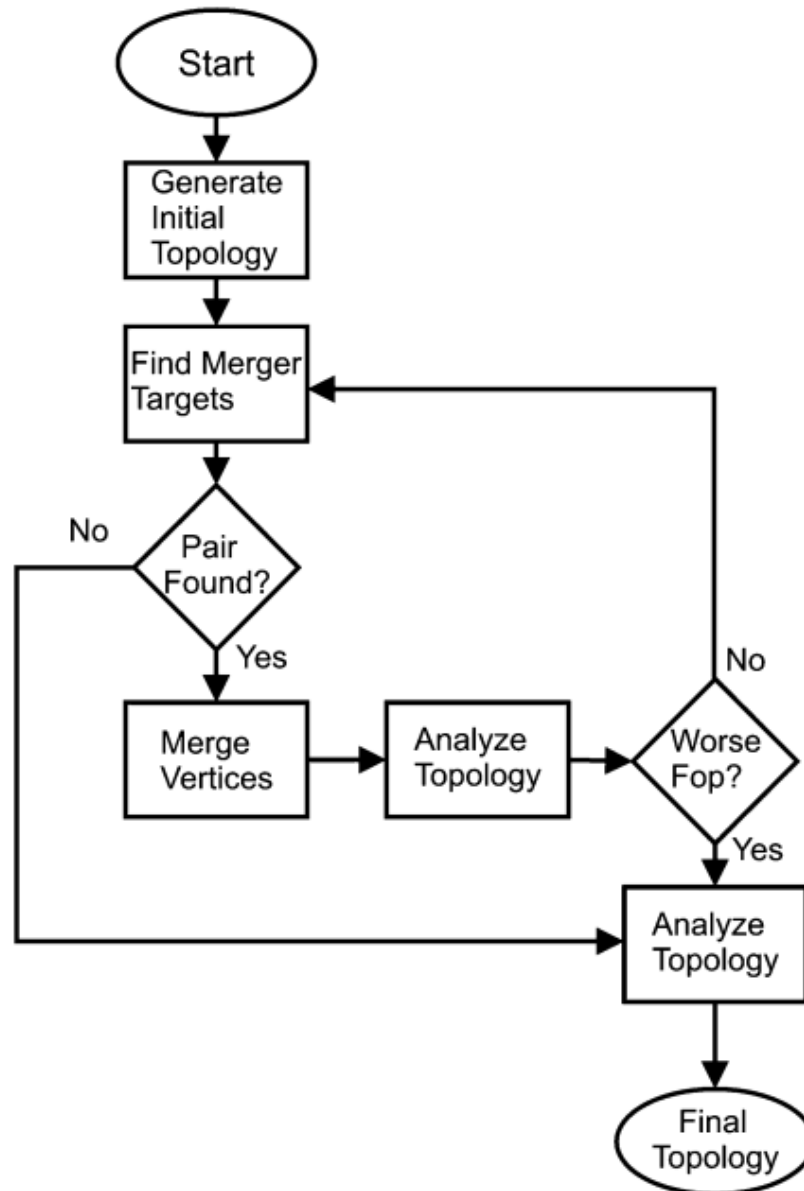 Start
Generate
Initial
Topology
Find Merger
Targets
No
Pair
Found?
Yes
Merge
Vertices
Analyze
Topology
No
Worse
Fop?
Yes
Analyze
Topology
Final
Topology